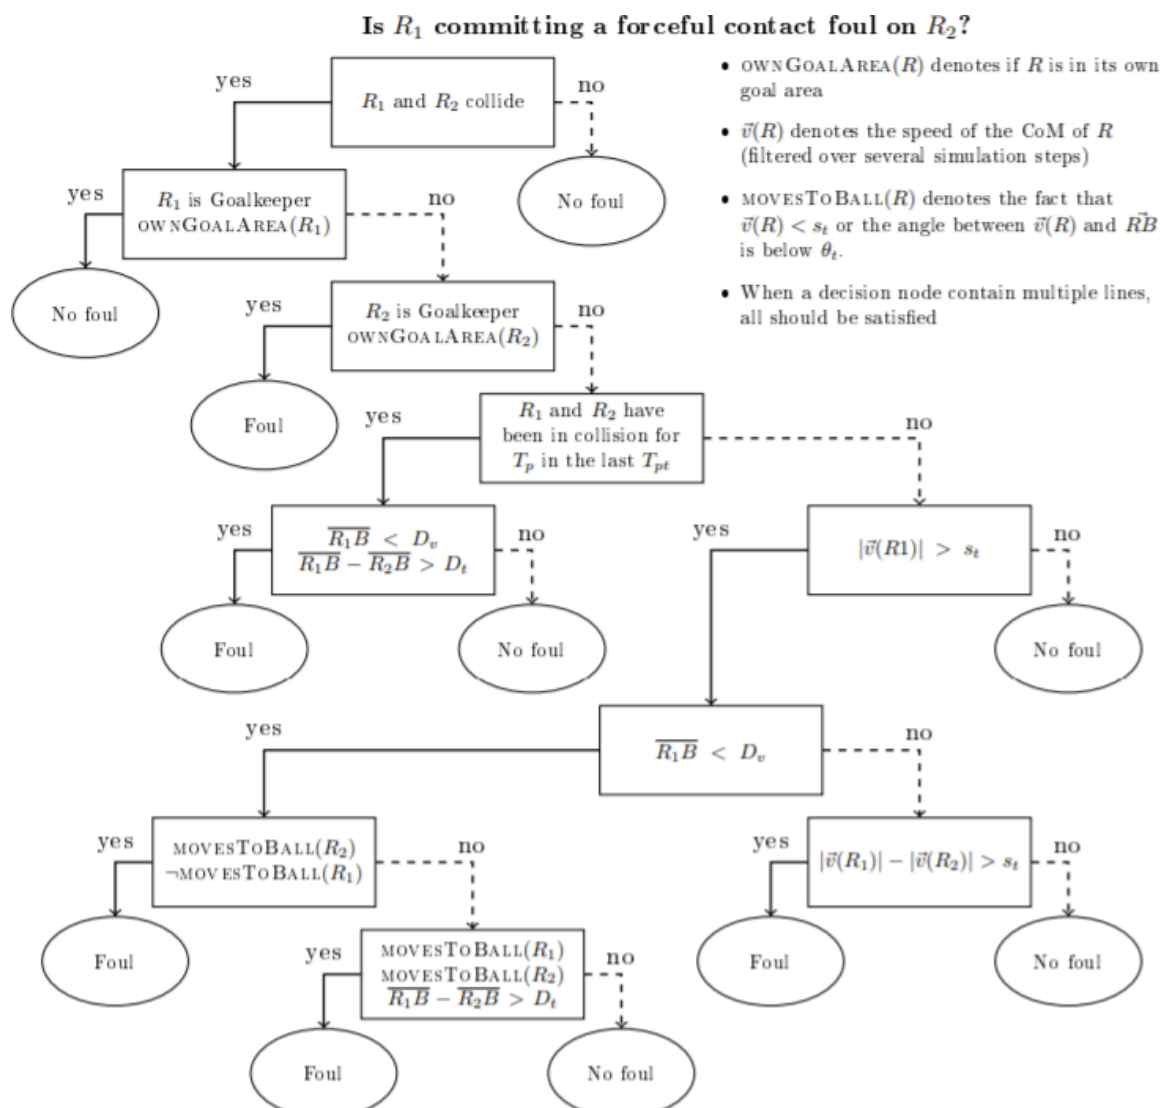 Is R₁ committing a forceful contact foul on R₂?
• OWNGOALAREA(R) denotes if R is in its own
goal area
• v⃗(R) denotes the speed of the CoM of R
(filtered over several simulation steps)
• MOVESTOBALL(R) denotes the fact that
v⃗(R) < sₜ or the angle between v⃗(R) and RB⃗
is below θₜ.
• When a decision node contain multiple lines,
all should be satisfied
yes
R₁ and R₂ collide
no
No foul
yes
R₁ is Goalkeeper
OWNGOALAREA(R₁)
no
No foul
yes
R₂ is Goalkeeper
OWNGOALAREA(R₂)
no
Foul
yes
R₁ and R₂ have
been in collision for
Tₚ in the last Tₚₜ
no
yes
R̅₁B̅ < Dᵥ
R̅₁B̅ − R̅₂B̅ > Dₜ
no
Foul
No foul
yes
|v⃗(R1)| > sₜ
no
No foul
yes
R̅₁B̅ < Dᵥ
no
yes
MOVESTOBALL(R₂)
¬MOVESTOBALL(R₁)
no
Foul
yes
|v⃗(R₁)| − |v⃗(R₂)| > sₜ
no
Foul
No foul
yes
MOVESTOBALL(R₁)
MOVESTOBALL(R₂)
R̅₁B̅ − R̅₂B̅ > Dₜ
no
Foul
No foul